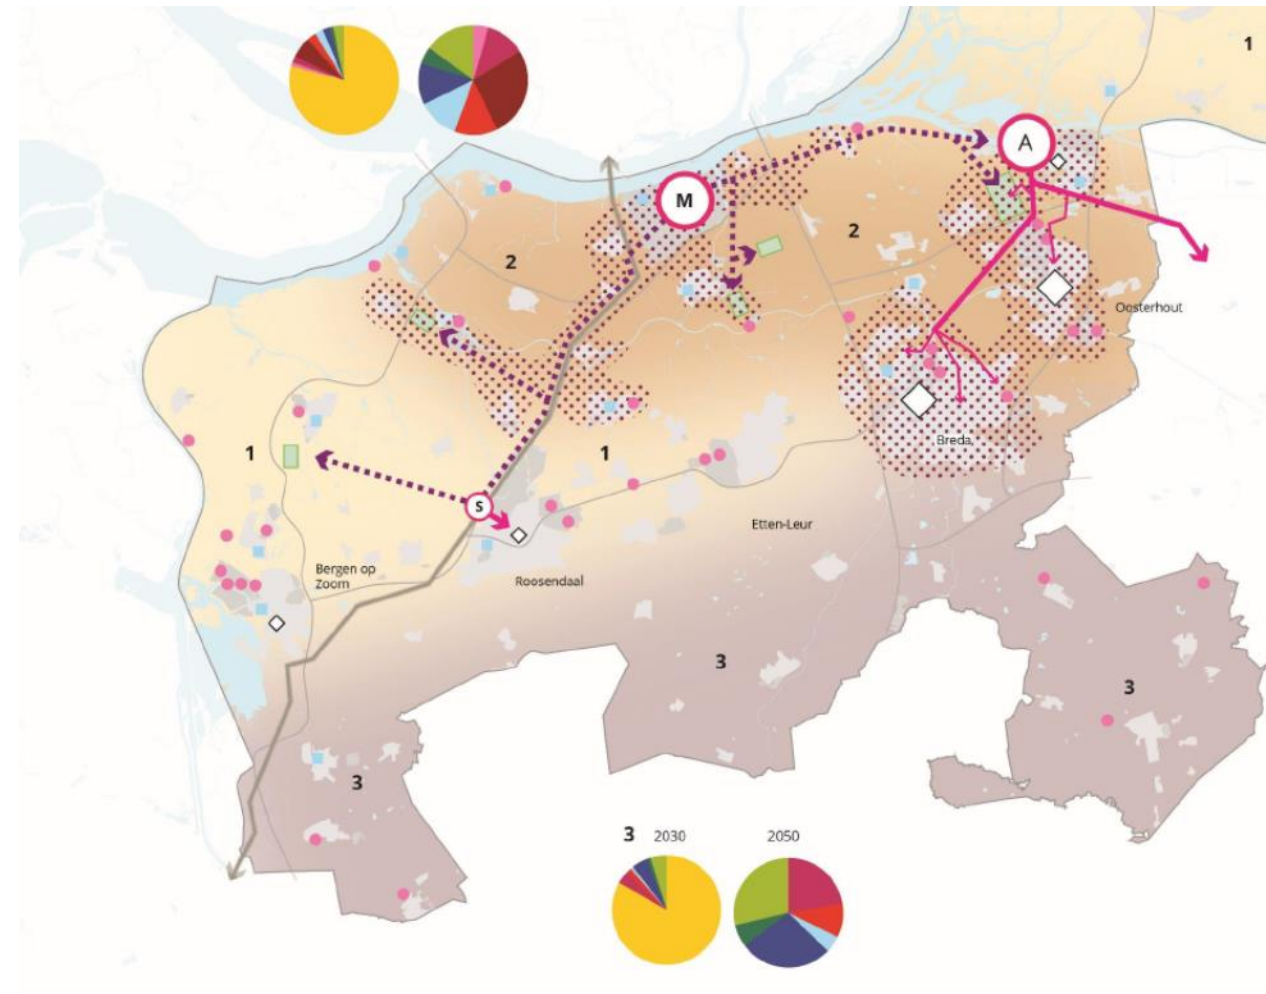 1
A
M
2
2
Oosterhout
Breda
1
1
S
Etten-Leur
Bergen op
Zoom
Roosendaal
3
3
3
3 2030 2050